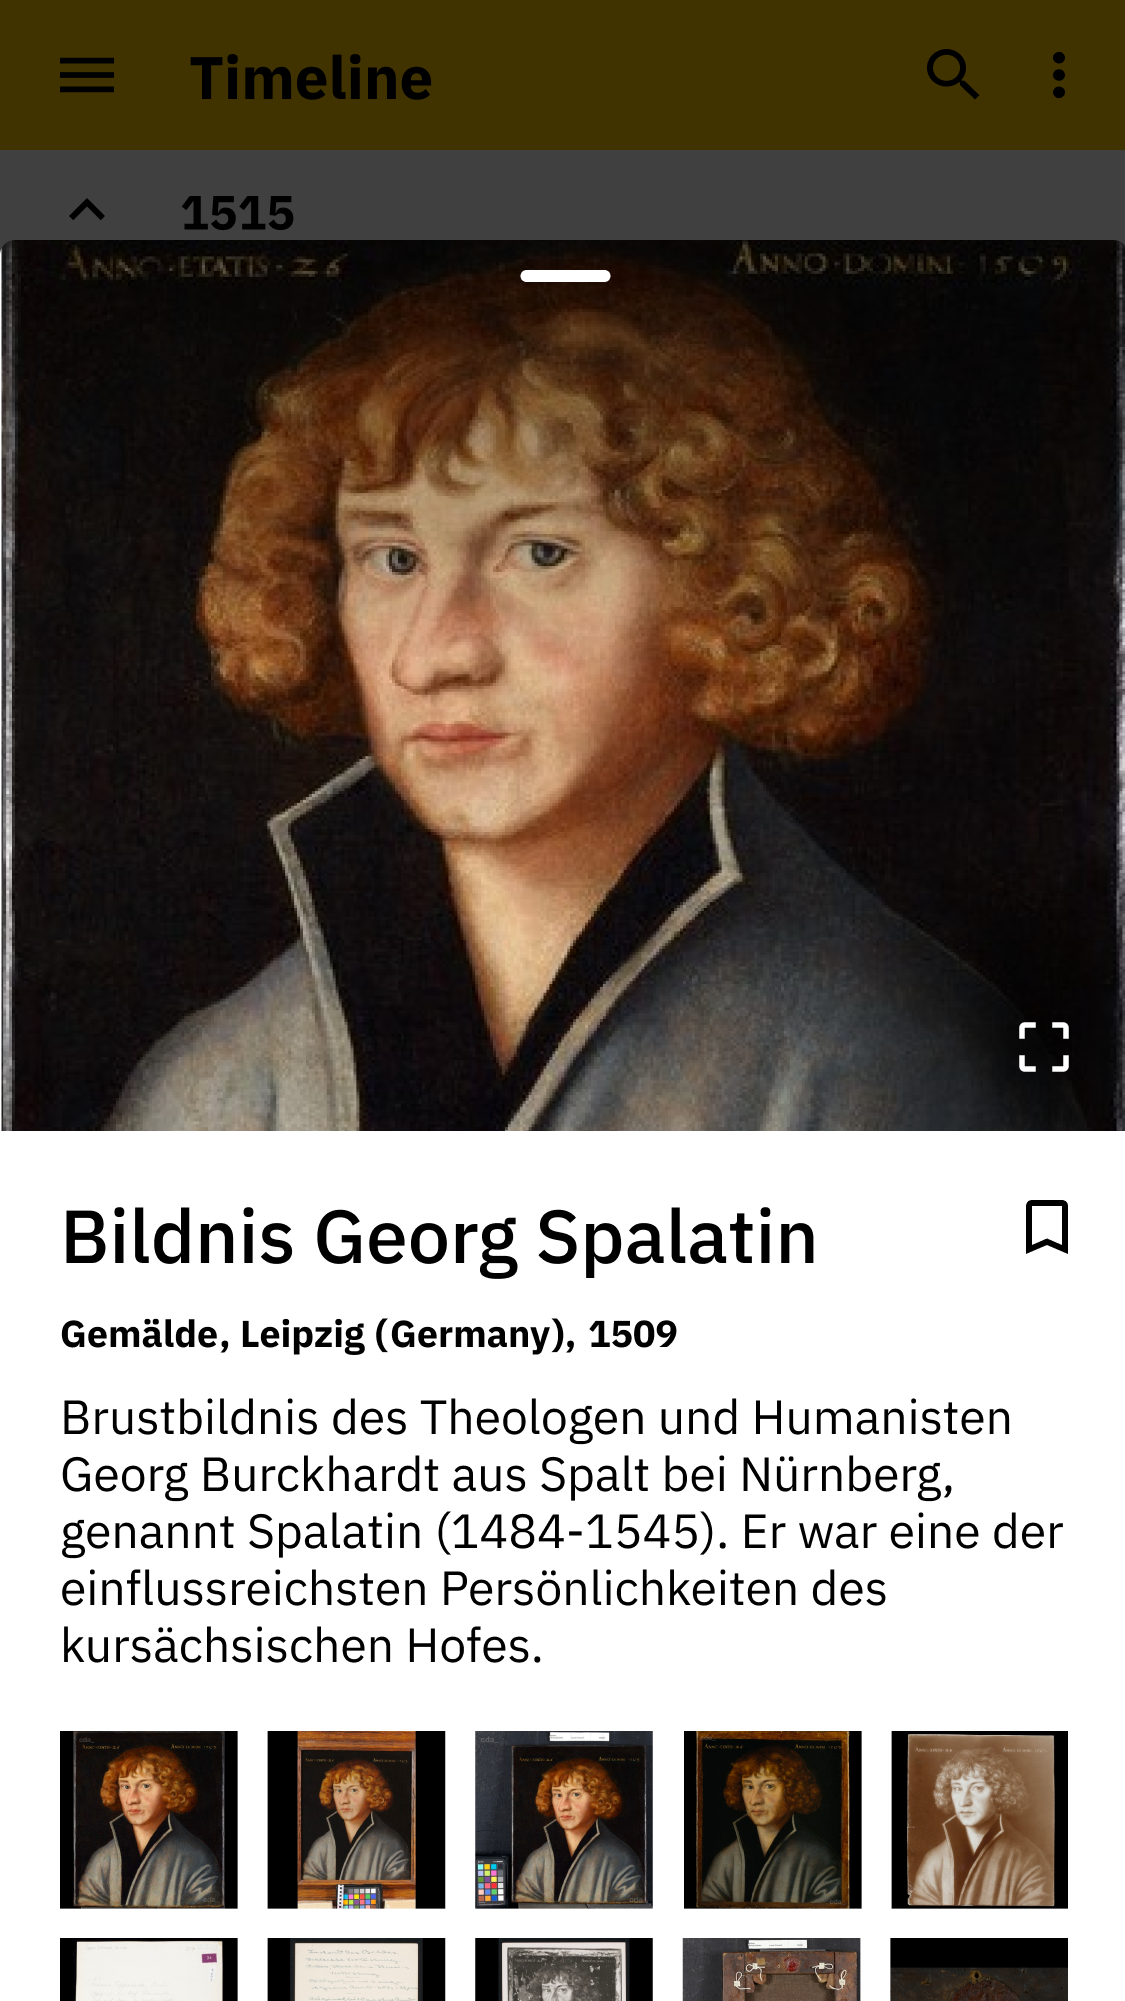 Timeline
1515
ANNO·ETATIS·26 ANNO·DOMINI·1509
Bildnis Georg Spalatin
Gemälde, Leipzig (Germany), 1509
Brustbildnis des Theologen und Humanisten
Georg Burckhardt aus Spalt bei Nürnberg,
genannt Spalatin (1484-1545). Er war eine der
einflussreichsten Persönlichkeiten des
kursächsischen Hofes.